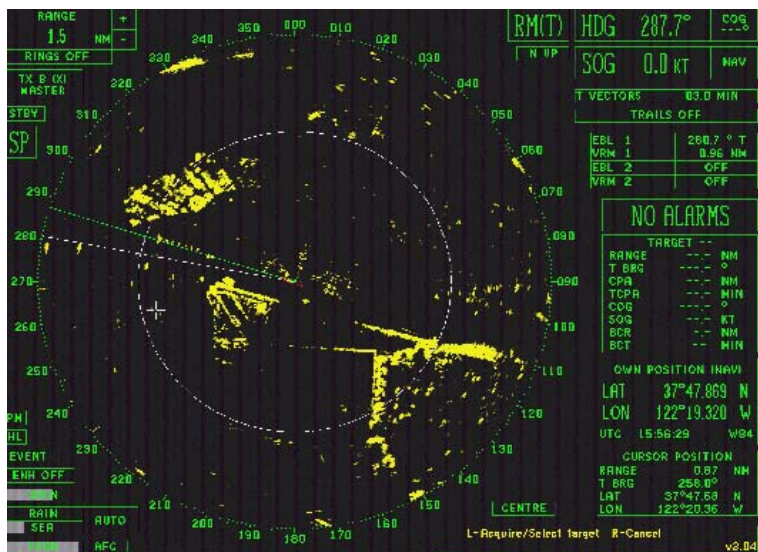 RANGE +
1.5 NM -
RINGS OFF
TX B (X)
MASTER
STBY
SP
RM(T)
N UP
HDG 287.7°
COG
---°
SOG 0.0 KT
NAV
T VECTORS 03.0 MIN
TRAILS OFF
EBL 1 280.7 ° T
VRM 1 0.96 NM
EBL 2 OFF
VRM 2 OFF
NO ALARMS
TARGET --
RANGE --- NM
T BRG ---- °
CPA --- NM
TCPA --- MIN
COG ---- °
SOG --- KT
BCR --- NM
BCT --- MIN
OWN POSITION (NAV)
LAT 37°47.869 N
LON 122°19.320 W
UTC 15:56:29 W84
CURSOR POSITION
RANGE 0.87 NM
T BRG 258.0°
LAT 37°47.68 N
LON 122°20.36 W
000
010
020
030
040
050
060
070
080
090
100
110
120
130
140
150
160
170
180
190
200
210
220
230
240
250
260
270
280
290
300
310
320
330
340
350
HL
EVENT
ENH OFF
RAIN
SEA
AUTO
AFC
CENTRE
L-Acquire/Select target R-Cancel
v3.04